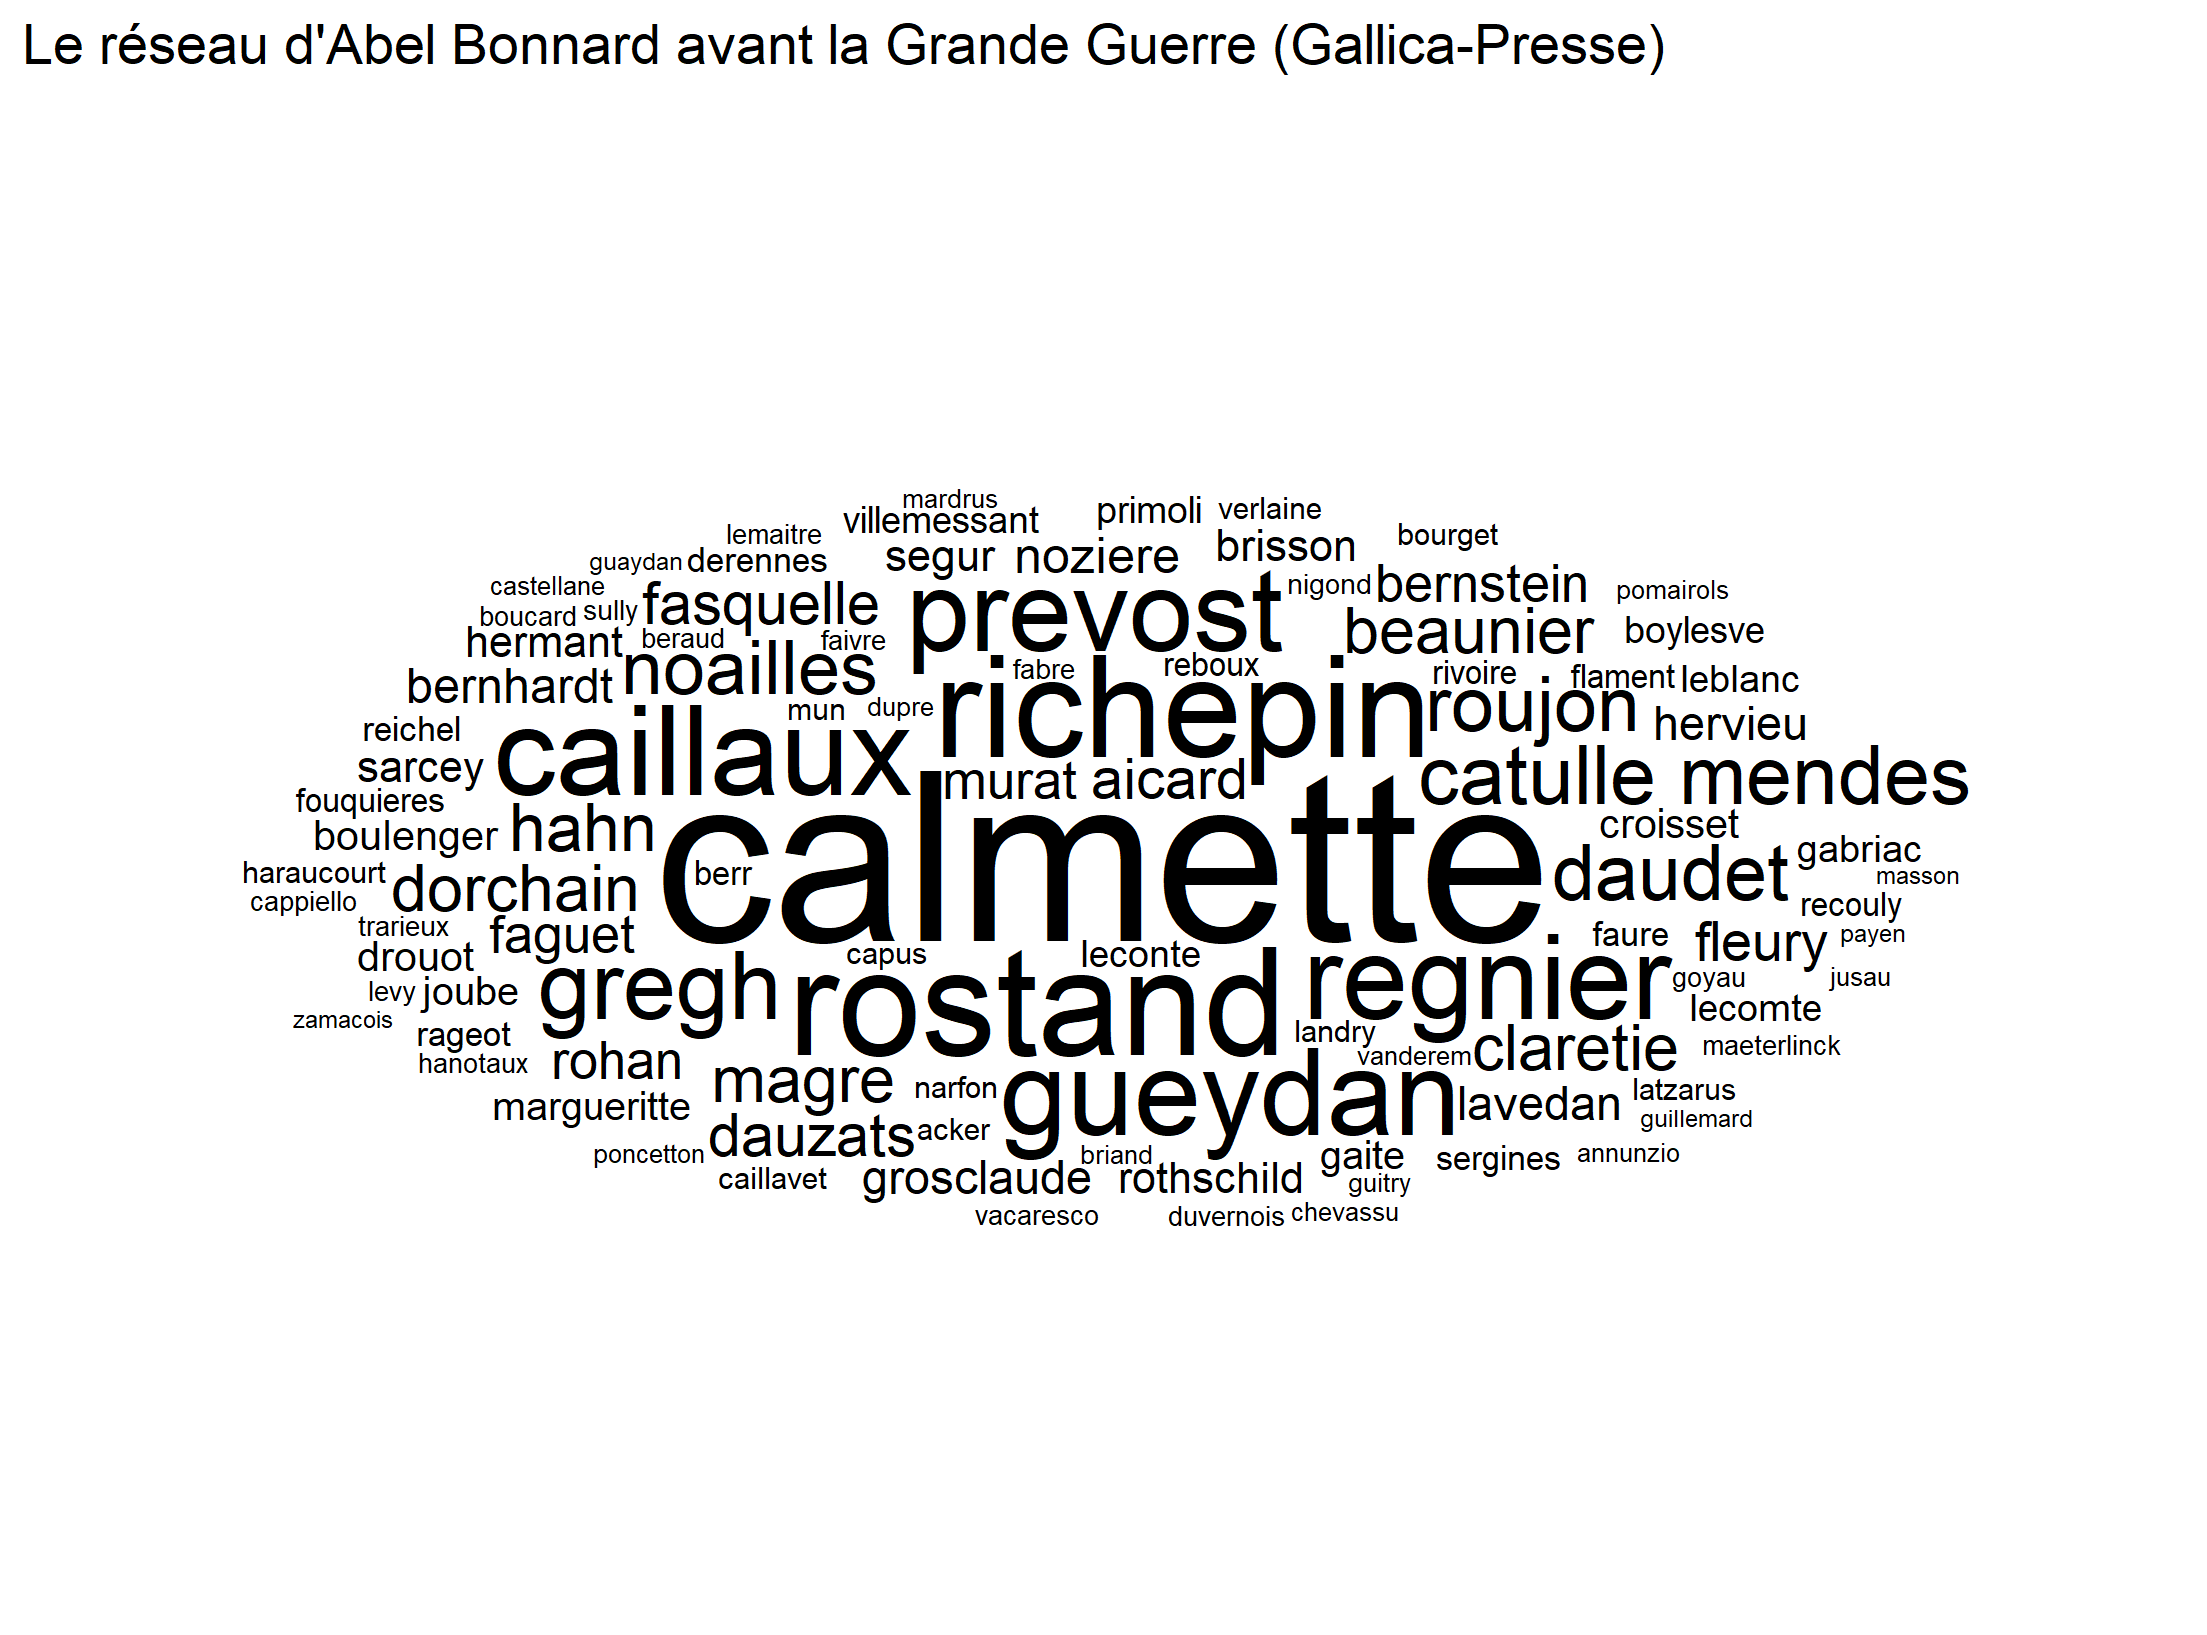 Le réseau d'Abel Bonnard avant la Grande Guerre (Gallica-Presse)
mardrus
villemessant
primoli
verlaine
lemaitre
segur
noziere
brisson
bourget
guaydan
derennes
castellane
fasquelle
prevost
nigond
bernstein
pomairols
boucard
sully
hermant
beraud
faivre
beaunier
boylesve
bernhardt
noailles
fabre
reboux
rivoire
flament
leblanc
mun
dupre
richepin
roujon
hervieu
reichel
caillaux
sarcey
murat
aicard
catulle mendes
fouquieres
boulenger
hahn
calmette
croisset
gabriac
haraucourt
dorchain
berr
daudet
masson
cappiello
recouly
trarieux
faguet
drouot
capus
leconte
faure
fleury
payen
levy
joube
gregh
rostand
regnier
goyau
jusau
zamacois
rageot
landry
lecomte
hanotaux
rohan
vanderem
claretie
maeterlinck
magre
narfon
gueydan
margueritte
lavedan
latzarus
guillemard
dauzats
acker
poncetton
briand
gaite
sergines
annunzio
caillavet
grosclaude
rothschild
guitry
vacaresco
duvernois
chevassu